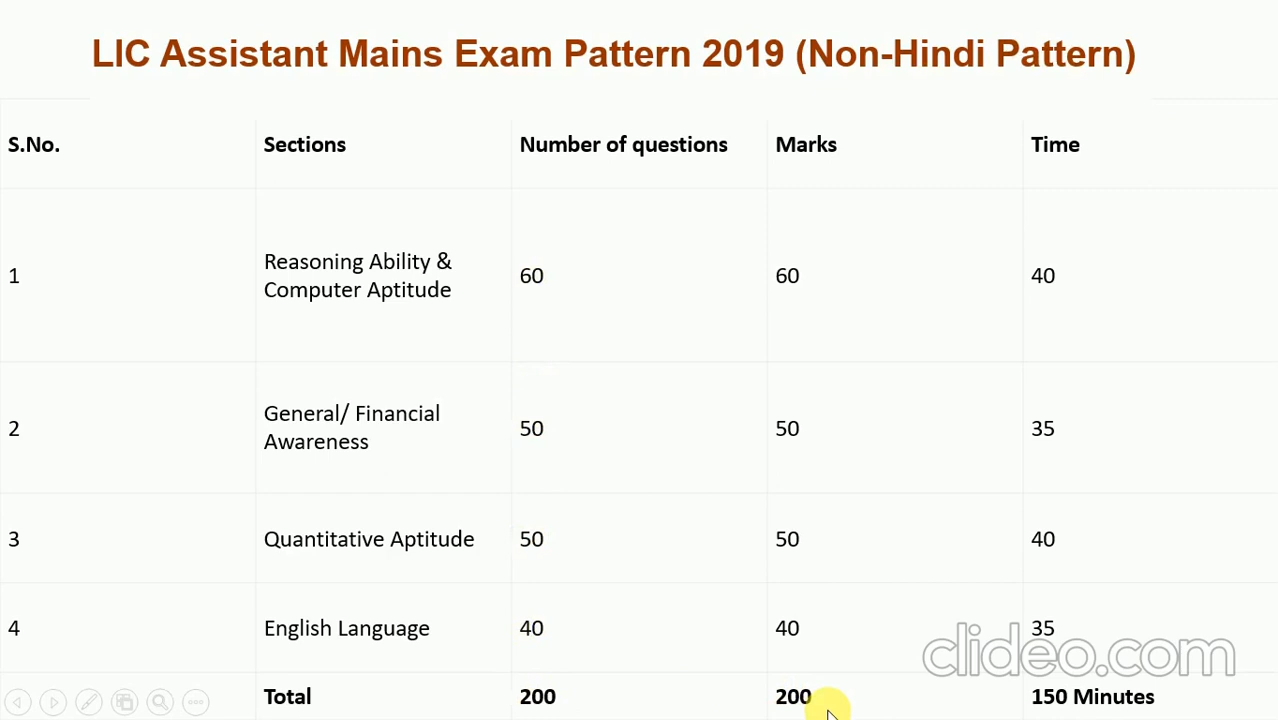 LIC Assistant Mains Exam Pattern 2019 (Non-Hindi Pattern)
S.No. Sections Number of questions Marks Time
1 Reasoning Ability & Computer Aptitude 60 60 40
2 General/ Financial Awareness 50 50 35
3 Quantitative Aptitude 50 50 40
4 English Language 40 40 35
clideo.com
Total 200 200 150 Minutes